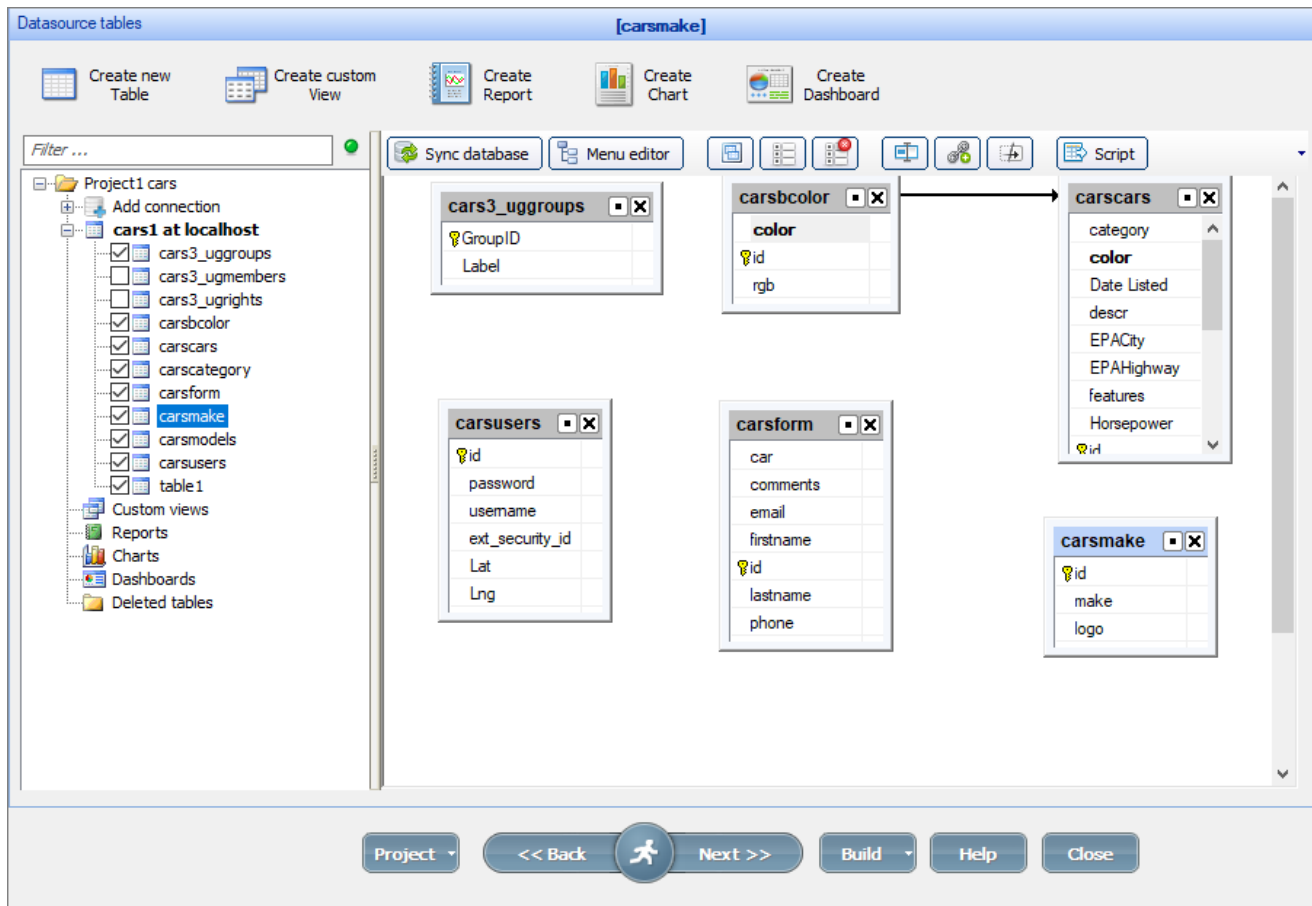 Datasource tables
[carsmake]
Create new
Table
Create custom
View
Create
Report
Create
Chart
Create
Dashboard
Filter ...
Sync database
Menu editor
Script
Project1 cars
Add connection
cars1 at localhost
cars3_uggroups
cars3_ugmembers
cars3_ugrights
carsbcolor
carscars
carscategory
carsform
carsmake
carsmodels
carsusers
table1
Custom views
Reports
Charts
Dashboards
Deleted tables
cars3_uggroups
GroupID
Label
carsbcolor
color
id
rgb
carscars
category
color
Date Listed
descr
EPACity
EPAHighway
features
Horsepower
id
carsusers
id
password
username
ext_security_id
Lat
Lng
carsform
car
comments
email
firstname
id
lastname
phone
carsmake
id
make
logo
Project
<< Back
Next >>
Build
Help
Close